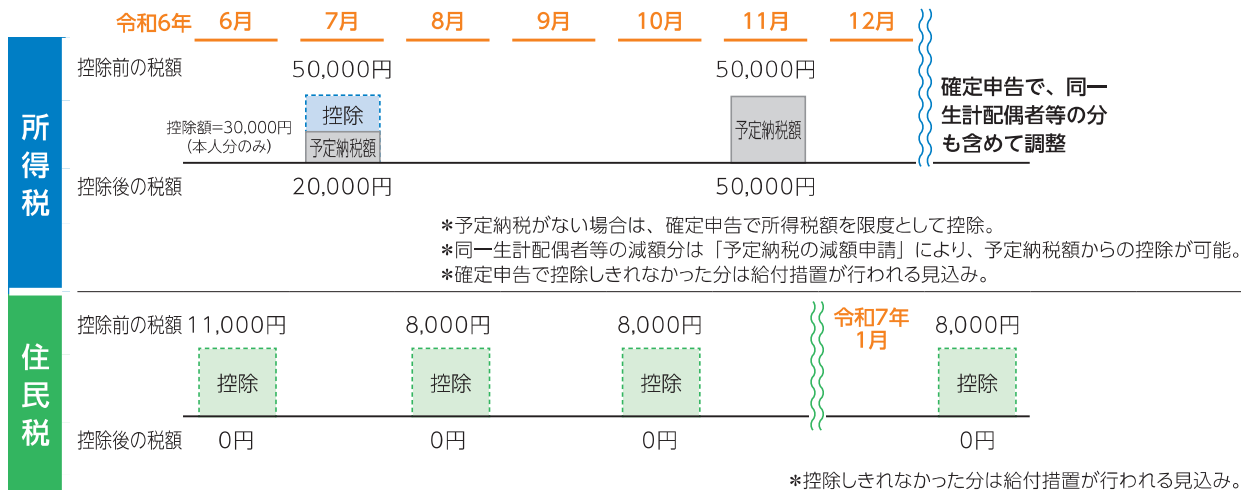 令和6年 6月 7月 8月 9月 10月 11月 12月
所得税
控除前の税額 50,000円 50,000円
控除
控除額=30,000円
(本人分のみ)
予定納税額
予定納税額
確定申告で、同一
生計配偶者等の分
も含めて調整
控除後の税額 20,000円 50,000円
*予定納税がない場合は、確定申告で所得税額を限度として控除。
*同一生計配偶者等の減額分は「予定納税の減額申請」により、予定納税額からの控除が可能。
*確定申告で控除しきれなかった分は給付措置が行われる見込み。
住民税
令和7年
1月
控除前の税額 11,000円 8,000円 8,000円 8,000円
控除 控除 控除 控除
控除後の税額 0円 0円 0円 0円
*控除しきれなかった分は給付措置が行われる見込み。